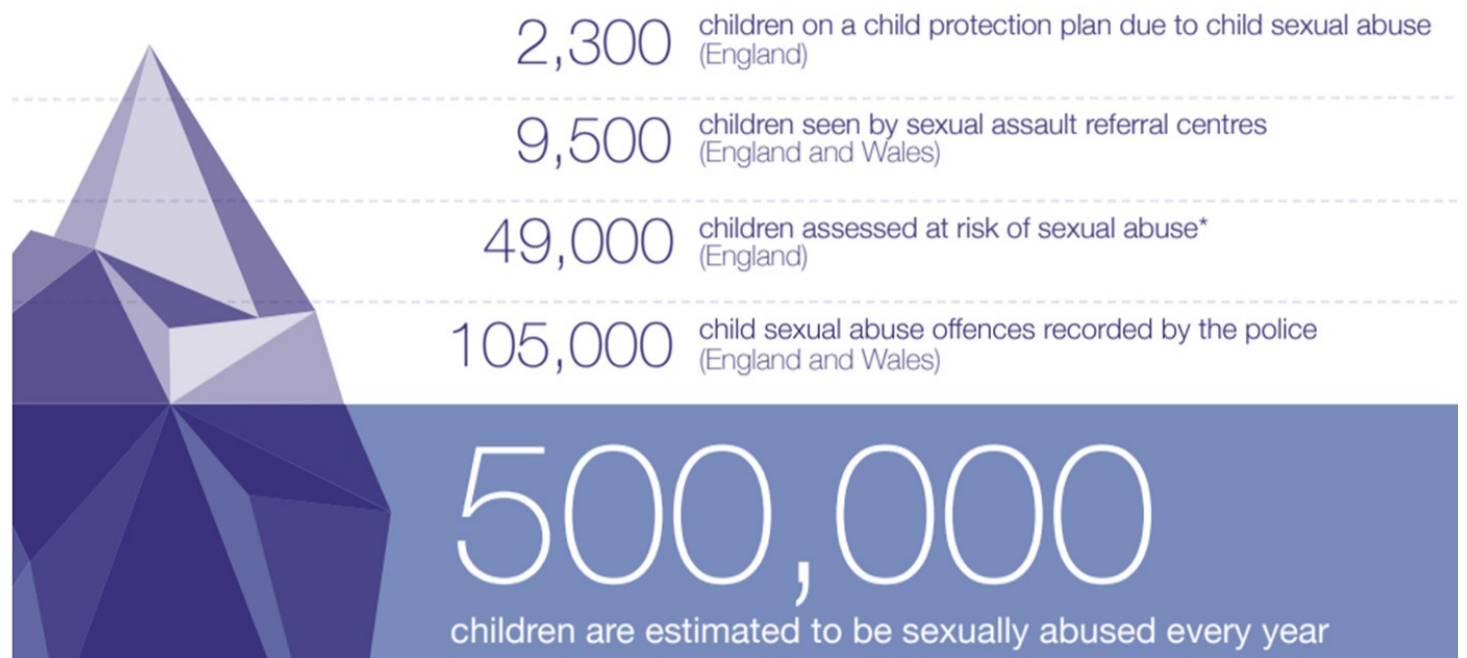 2,300 children on a child protection plan due to child sexual abuse
(England)
9,500 children seen by sexual assault referral centres
(England and Wales)
49,000 children assessed at risk of sexual abuse*
(England)
105,000 child sexual abuse offences recorded by the police
(England and Wales)
500,000
children are estimated to be sexually abused every year